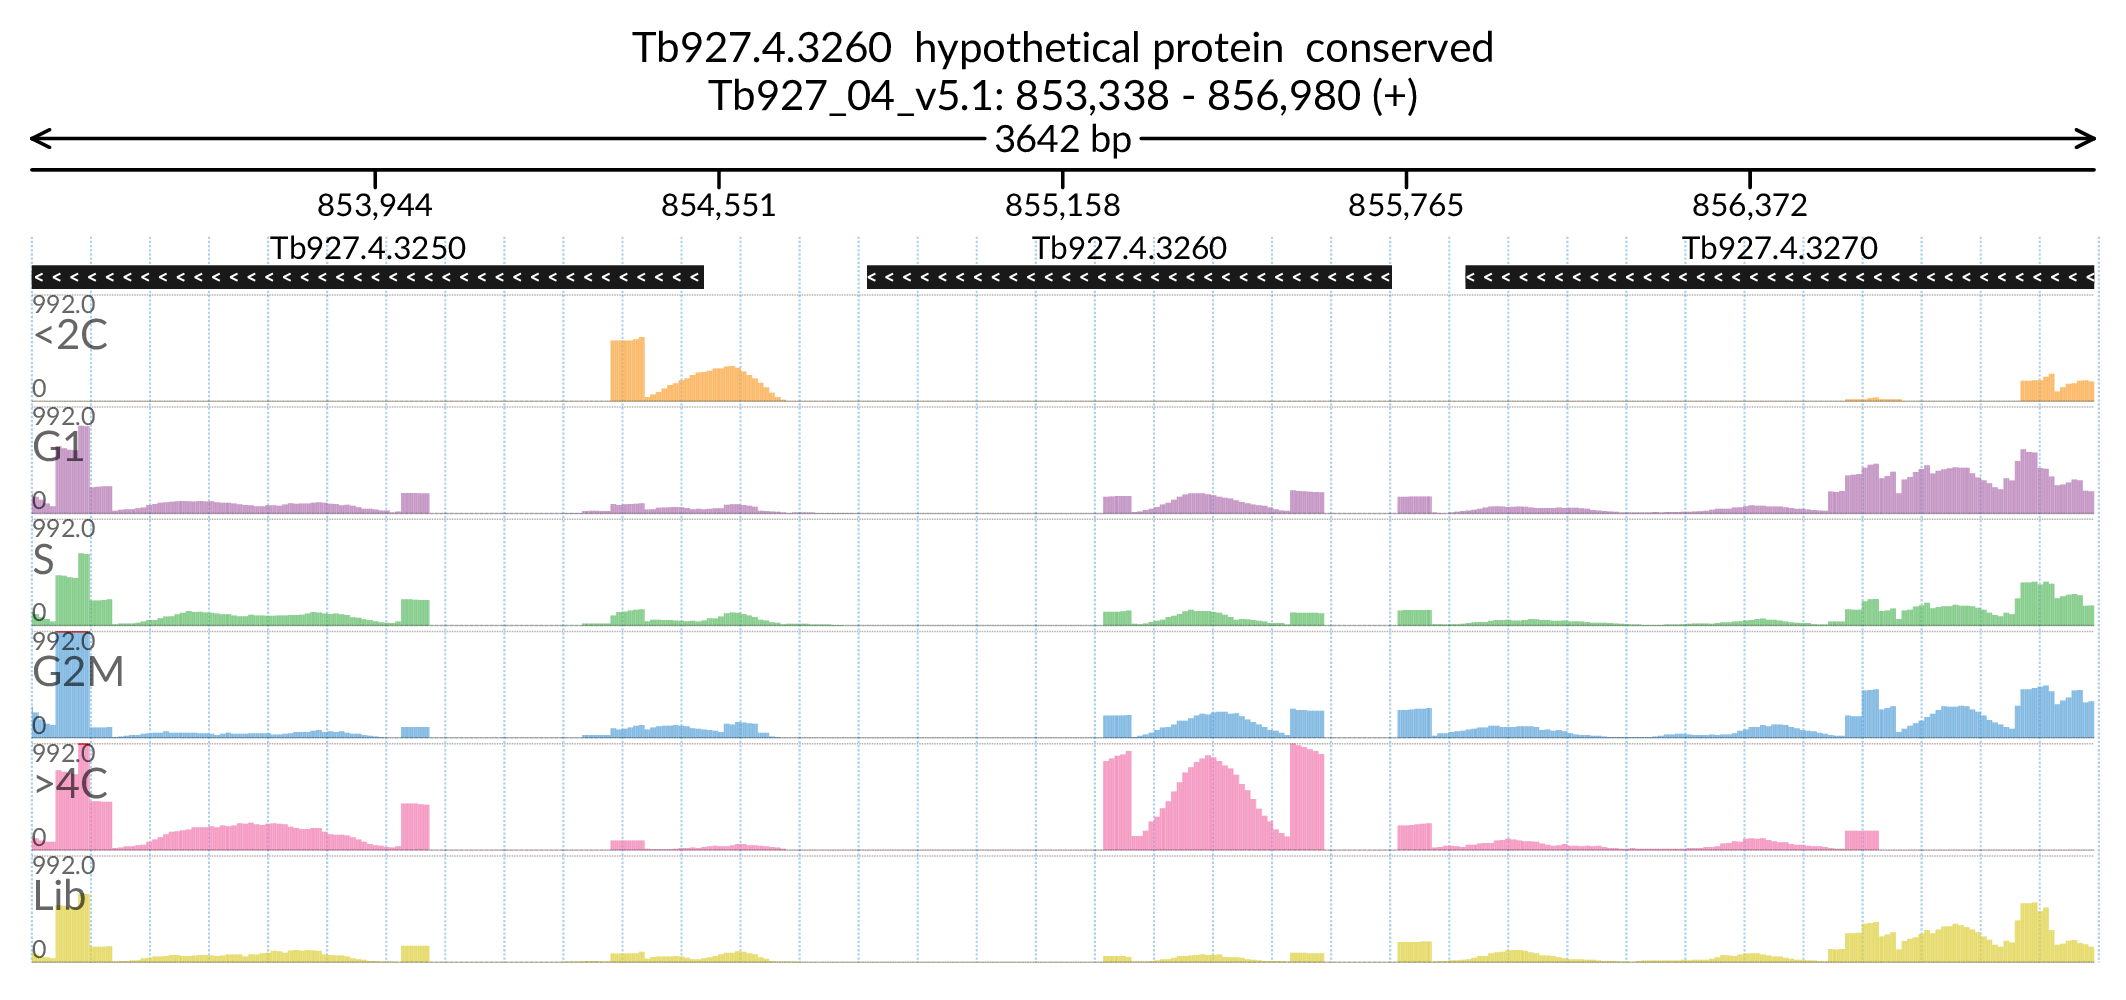 Tb927.4.3260 hypothetical protein conserved
Tb927_04_v5.1: 853,338 - 856,980 (+)
3642 bp
853,944 854,551 855,158 855,765 856,372
Tb927.4.3250 Tb927.4.3260 Tb927.4.3270
992.0
<2C
0
992.0
G1
0
992.0
S
0
992.0
G2M
0
992.0
>4C
0
992.0
Lib
0